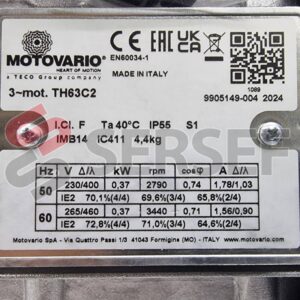 MOTOVARIO®
HEART OF MOTION
a TECO Group company
EN60034-1
CE EAC UK CA
MADE IN ITALY
1089
3~mot. TH63C2
9905149-004 2024
I.Cl. F Ta 40°C IP55 S1
IMB14 IC411 4,4kg
Hz V Δ/λ kW rpm cosφ A Δ/λ
50 230/400 0,37 2790 0,74 1,78/1,03
IE2 70,1%(4/4) 69,6%(3/4) 65,8%(2/4)
60 265/460 0,37 3440 0,71 1,56/0,90
IE2 72,8%(4/4) 71,0%(3/4) 64,6%(2/4)
Motovario SpA - Via Quattro Passi 1/3 41043 Formigine (MO) - ITALY www.motovario.com
SERSEF